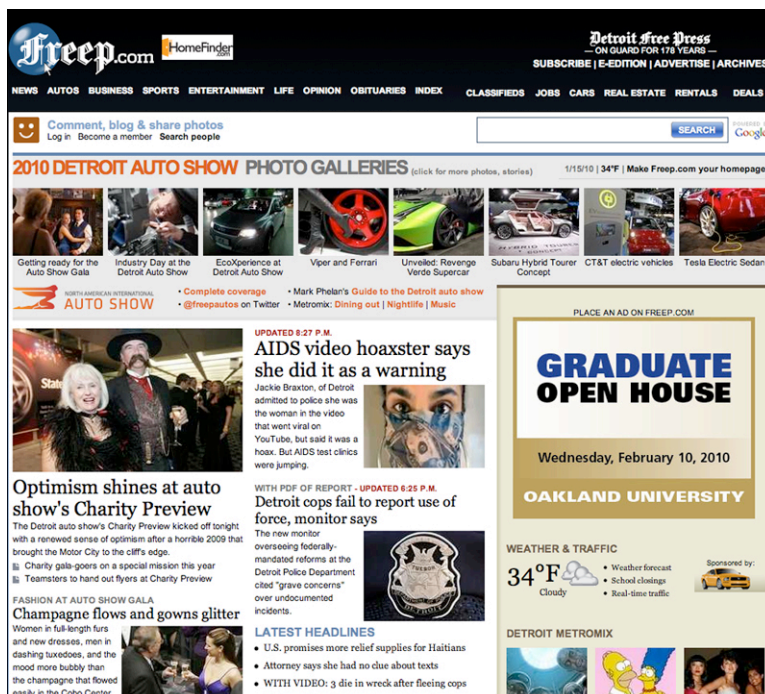 Freep.com
HomeFinder
Detroit Free Press
— ON GUARD FOR 178 YEARS —
SUBSCRIBE | E-EDITION | ADVERTISE | ARCHIVES
NEWS AUTOS BUSINESS SPORTS ENTERTAINMENT LIFE OPINION OBITUARIES INDEX CLASSIFIEDS JOBS CARS REAL ESTATE RENTALS DEALS
Comment, blog & share photos
Log in Become a member Search people
SEARCH
POWERED
Google
2010 DETROIT AUTO SHOW PHOTO GALLERIES (click for more photos, stories)
1/15/10 | 34°F | Make Freep.com your homepage
Getting ready for the
Auto Show Gala
Industry Day at the
Detroit Auto Show
EcoXperience at
Detroit Auto Show
Viper and Ferrari
Unveiled: Revenge
Verde Supercar
Subaru Hybrid Tourer
Concept
CT&T electric vehicles
Tesla Electric Sedan
NORTH AMERICAN INTERNATIONAL
AUTO SHOW
• Complete coverage
• @freepautos on Twitter
• Mark Phelan's Guide to the Detroit auto show
• Metromix: Dining out | Nightlife | Music
State
Optimism shines at auto
show's Charity Preview
The Detroit auto show's Charity Preview kicked off tonight
with a renewed sense of optimism after a horrible 2009 that
brought the Motor City to the cliff's edge.
Charity gala-goers on a special mission this year
Teamsters to hand out flyers at Charity Preview
FASHION AT AUTO SHOW GALA
Champagne flows and gowns glitter
Women in full-length furs
and new dresses, men in
dashing tuxedoes, and the
mood more bubbly than
the champagne that flowed
easily in the Cobo Center
UPDATED 8:27 P.M.
AIDS video hoaxster says
she did it as a warning
Jackie Braxton, of Detroit
admitted to police she was
the woman in the video
that went viral on
YouTube, but said it was a
hoax. But AIDS test clinics
were jumping.
WITH PDF OF REPORT - UPDATED 6:25 P.M.
Detroit cops fail to report use of
force, monitor says
The new monitor
overseeing federally-
mandated reforms at the
Detroit Police Department
cited "grave concerns"
over undocumented
incidents.
DETROIT
LATEST HEADLINES
• U.S. promises more relief supplies for Haitians
• Attorney says she had no clue about texts
• WITH VIDEO: 3 die in wreck after fleeing cops
PLACE AN AD ON FREEP.COM
GRADUATE
OPEN HOUSE
Wednesday, February 10, 2010
OAKLAND UNIVERSITY
WEATHER & TRAFFIC
34°F
Cloudy
• Weather forecast
• School closings
• Real-time traffic
Sponsored by:
DETROIT METROMIX